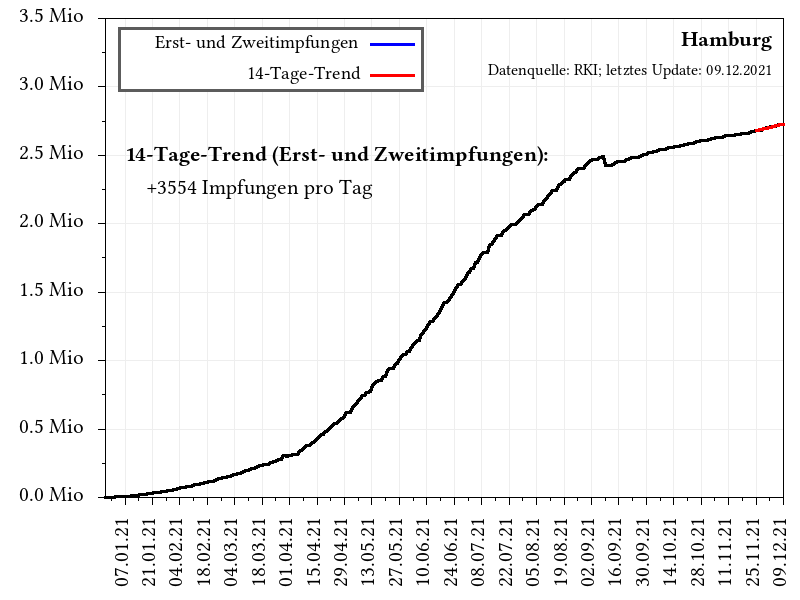 3.5 Mio
3.0 Mio
2.5 Mio
2.0 Mio
1.5 Mio
1.0 Mio
0.5 Mio
0.0 Mio
Erst- und Zweitimpfungen
14-Tage-Trend
Hamburg
Datenquelle: RKI; letztes Update: 09.12.2021
14-Tage-Trend (Erst- und Zweitimpfungen):
+3554 Impfungen pro Tag
07.01.21
21.01.21
04.02.21
18.02.21
04.03.21
18.03.21
01.04.21
15.04.21
29.04.21
13.05.21
27.05.21
10.06.21
24.06.21
08.07.21
22.07.21
05.08.21
19.08.21
02.09.21
16.09.21
30.09.21
14.10.21
28.10.21
11.11.21
25.11.21
09.12.21